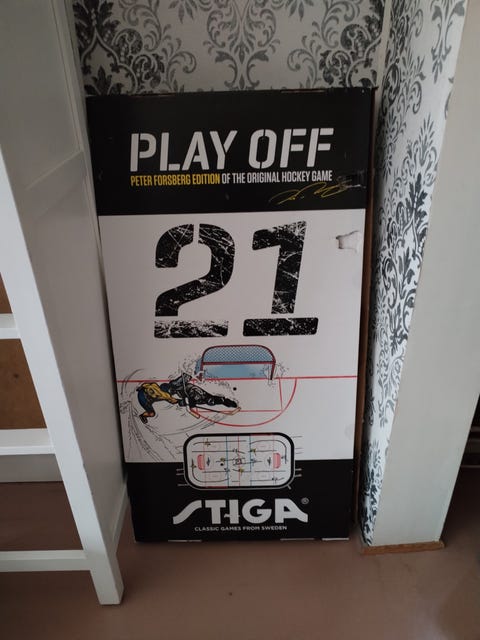 PLAY OFF
PETER FORSBERG EDITION OF THE ORIGINAL HOCKEY GAME
21
STIGA®
CLASSIC GAMES FROM SWEDEN